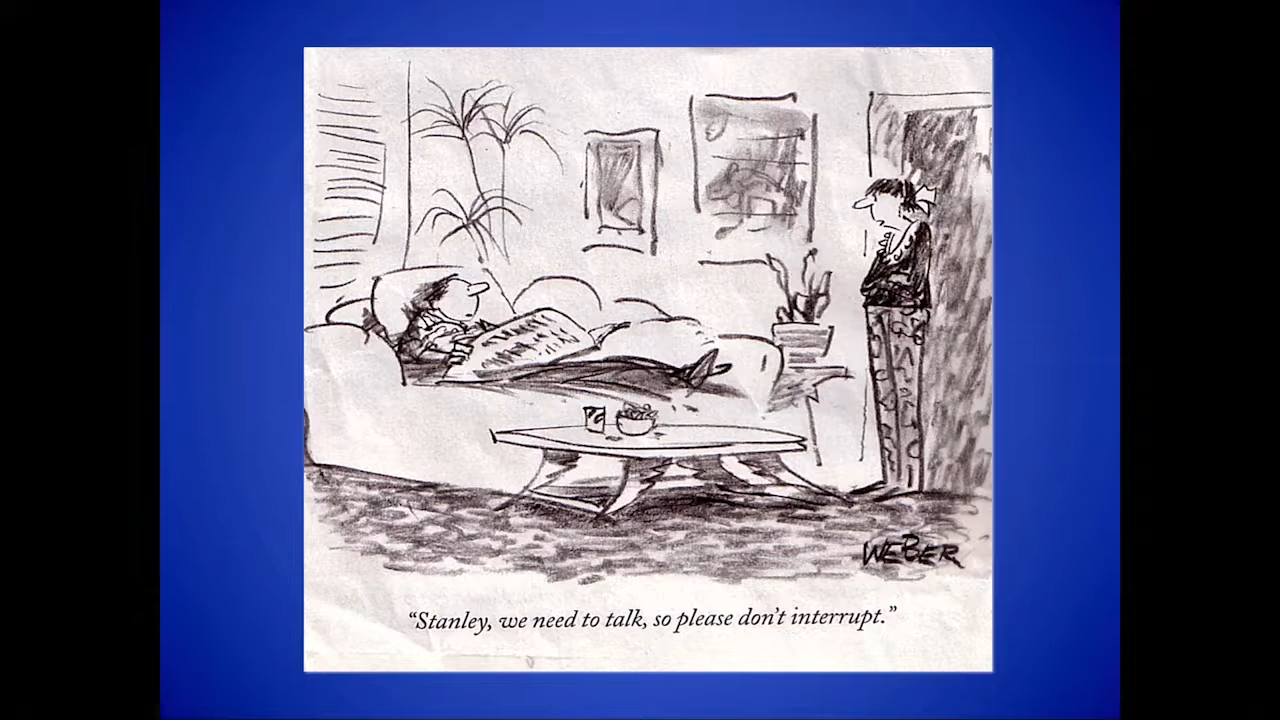 WEBER
“Stanley, we need to talk, so please don’t interrupt.”